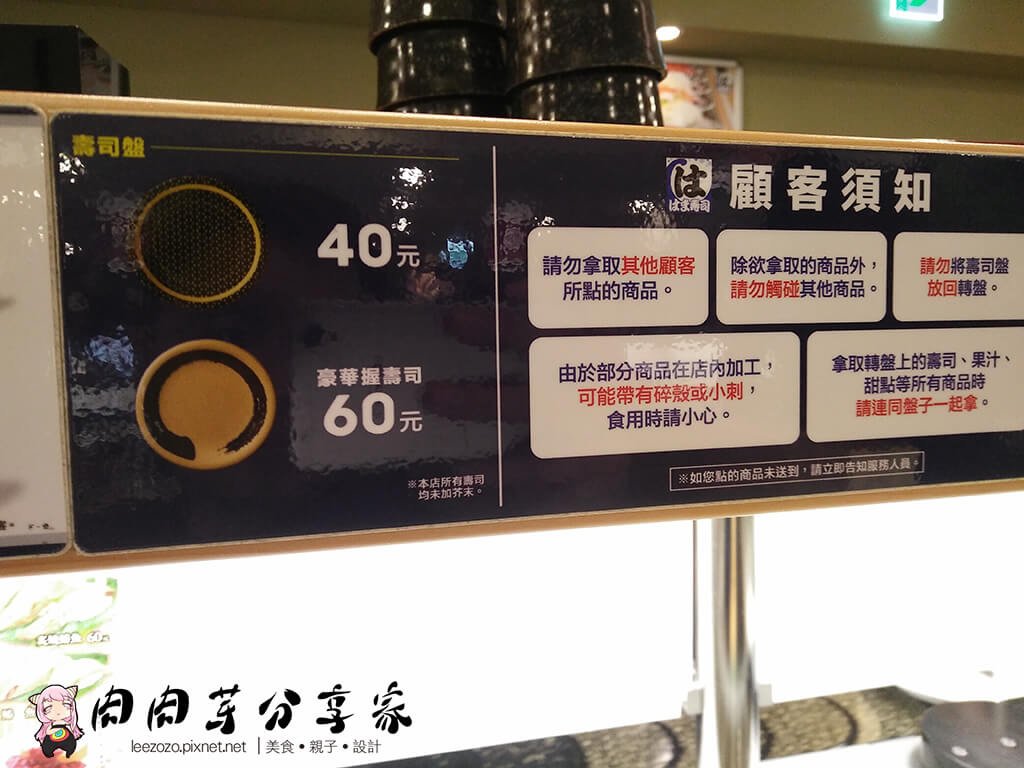 壽司盤
40元
豪華握壽司
60元
※本店所有壽司
均未加芥末。
は
はま寿司
顧客須知
請勿拿取其他顧客
所點的商品。
除欲拿取的商品外，
請勿觸碰其他商品。
請勿將壽司盤
放回轉盤。
由於部分商品在店內加工，
可能帶有碎殼或小刺，
食用時請小心。
拿取轉盤上的壽司、果汁、
甜點等所有商品時
請連同盤子一起拿。
※如您點的商品未送到，請立即告知服務人員。
60元
肉肉芽分享家
leezozo.pixnet.net | 美食•親子•設計